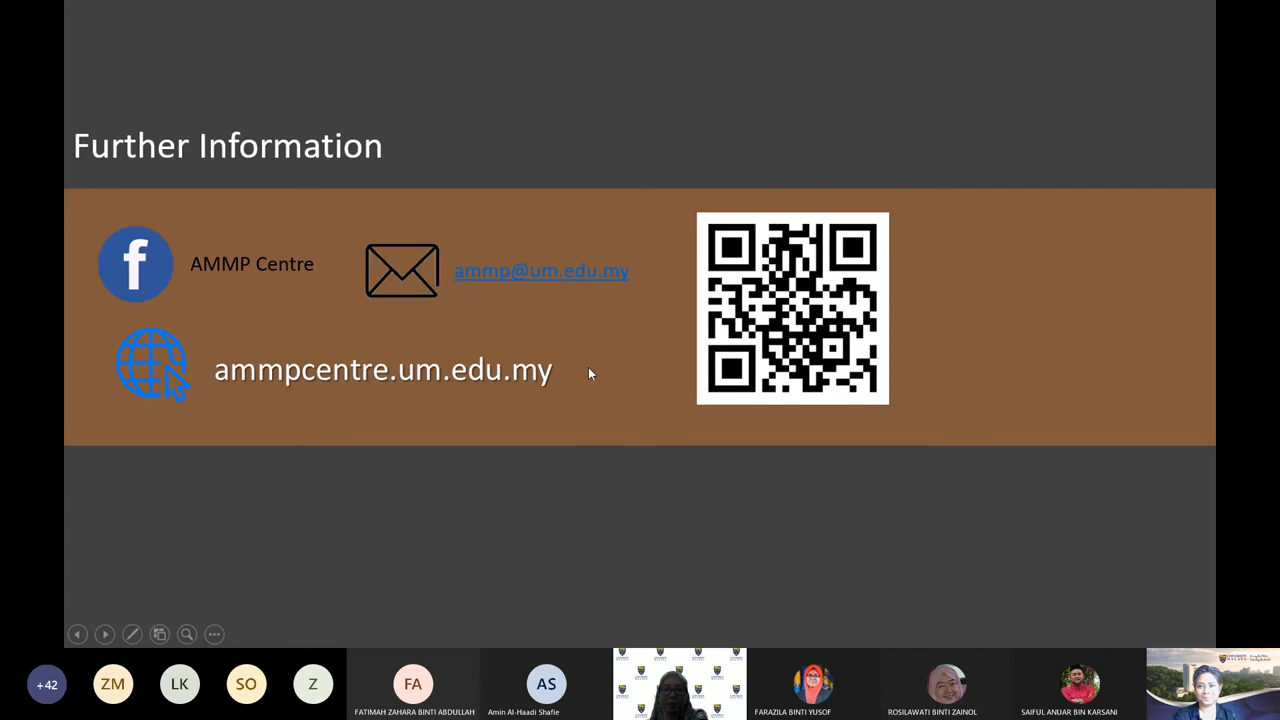 Further Information
f
AMMP Centre
ammp@um.edu.my
ammpcentre.um.edu.my
+42
ZM
LK
SO
Z
FA
FATIMAH ZAHARA BINTI ABDULLAH
AS
Amin Al-Haadi Shafie
FARAZILA BINTI YUSOF
ROSILAWATI BINTI ZAINOL
SAIFUL ANUAR BIN KARSANI